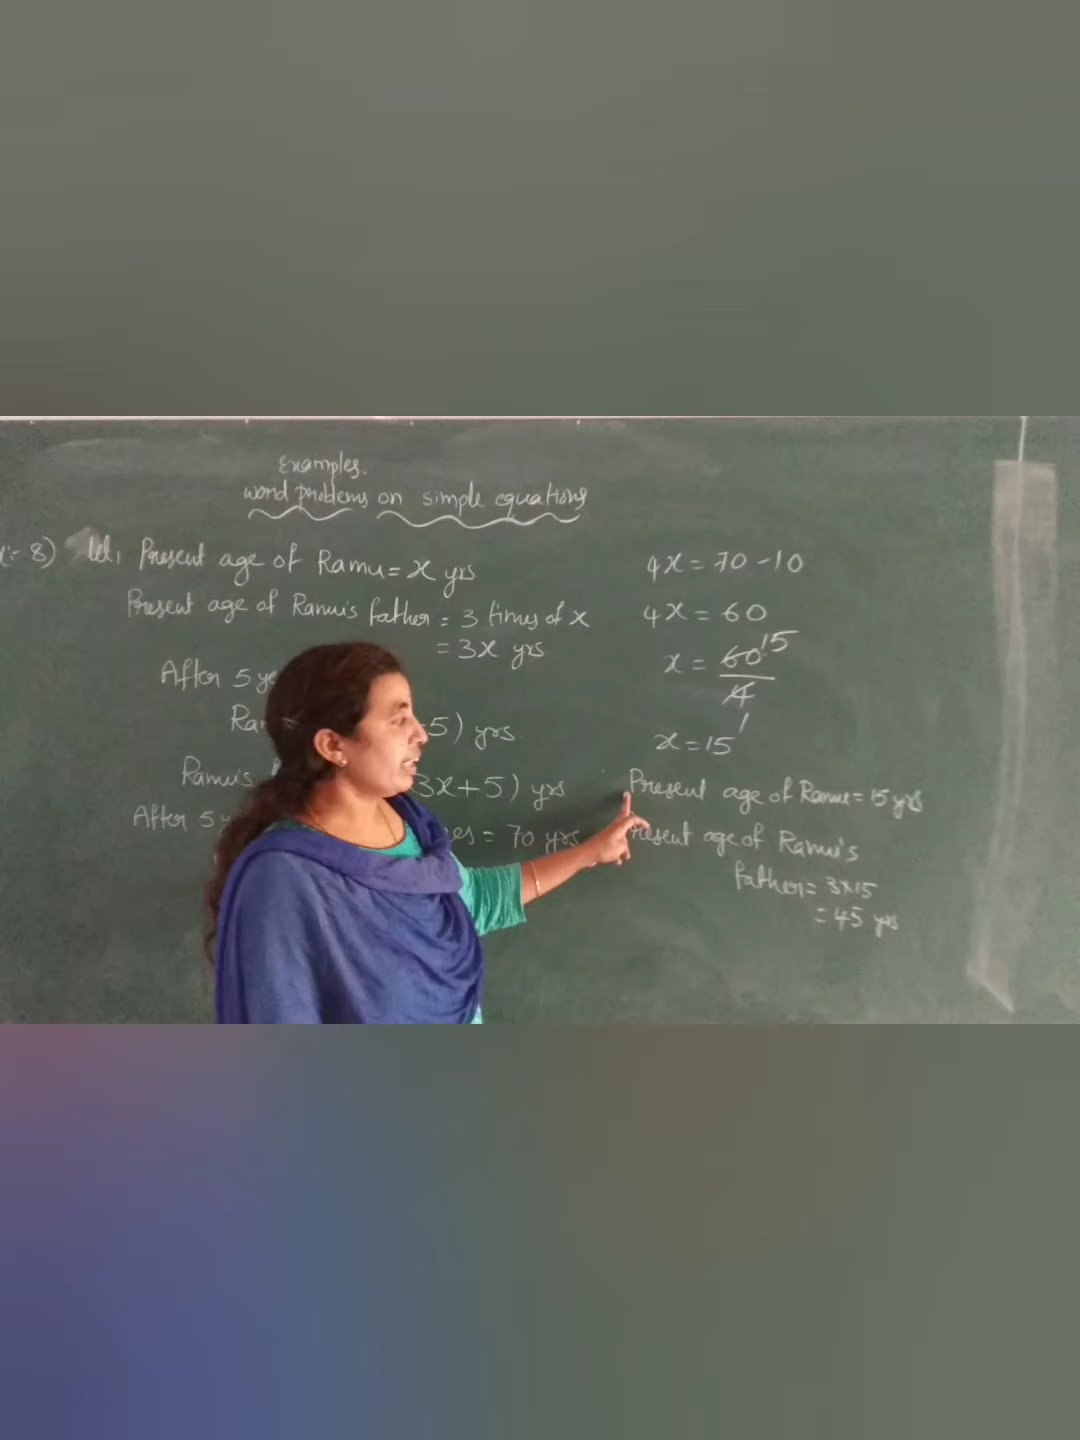 Examples.
word problems on simple equations
8) Let, Present age of Ramu = x yrs
Present age of Ramu's father = 3 times of x
= 3x yrs
After 5
5) yrs
Ramu's 3x+5) yrs
After 5 = 70 yrs
4x = 70 - 10
4x = 60
x = 60 15
4
1
x = 15
Present age of Ramu = 15 yrs
Present age of Ramu's
father = 3x15
= 45 yrs